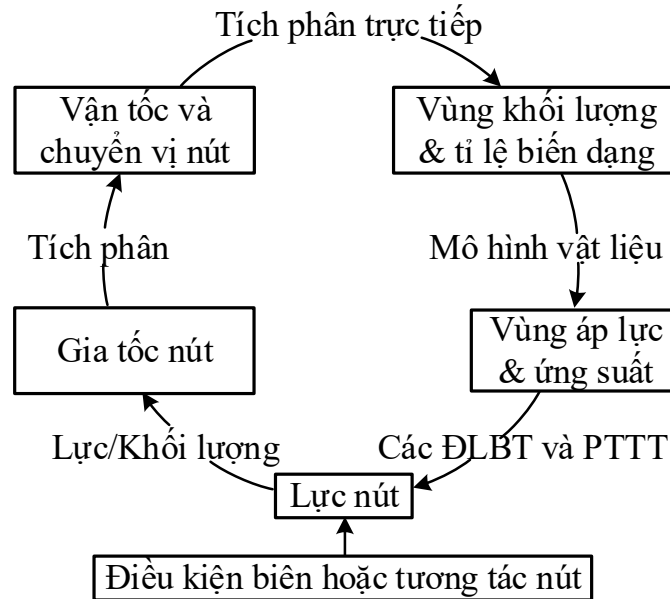 Tích phân trực tiếp
Vận tốc và
chuyển vị nút
Vùng khối lượng
& tỉ lệ biến dạng
Tích phân
Mô hình vật liệu
Gia tốc nút
Vùng áp lực
& ứng suất
Lực/Khối lượng
Các ĐLBT và PTTT
Lực nút
Điều kiện biên hoặc tương tác nút